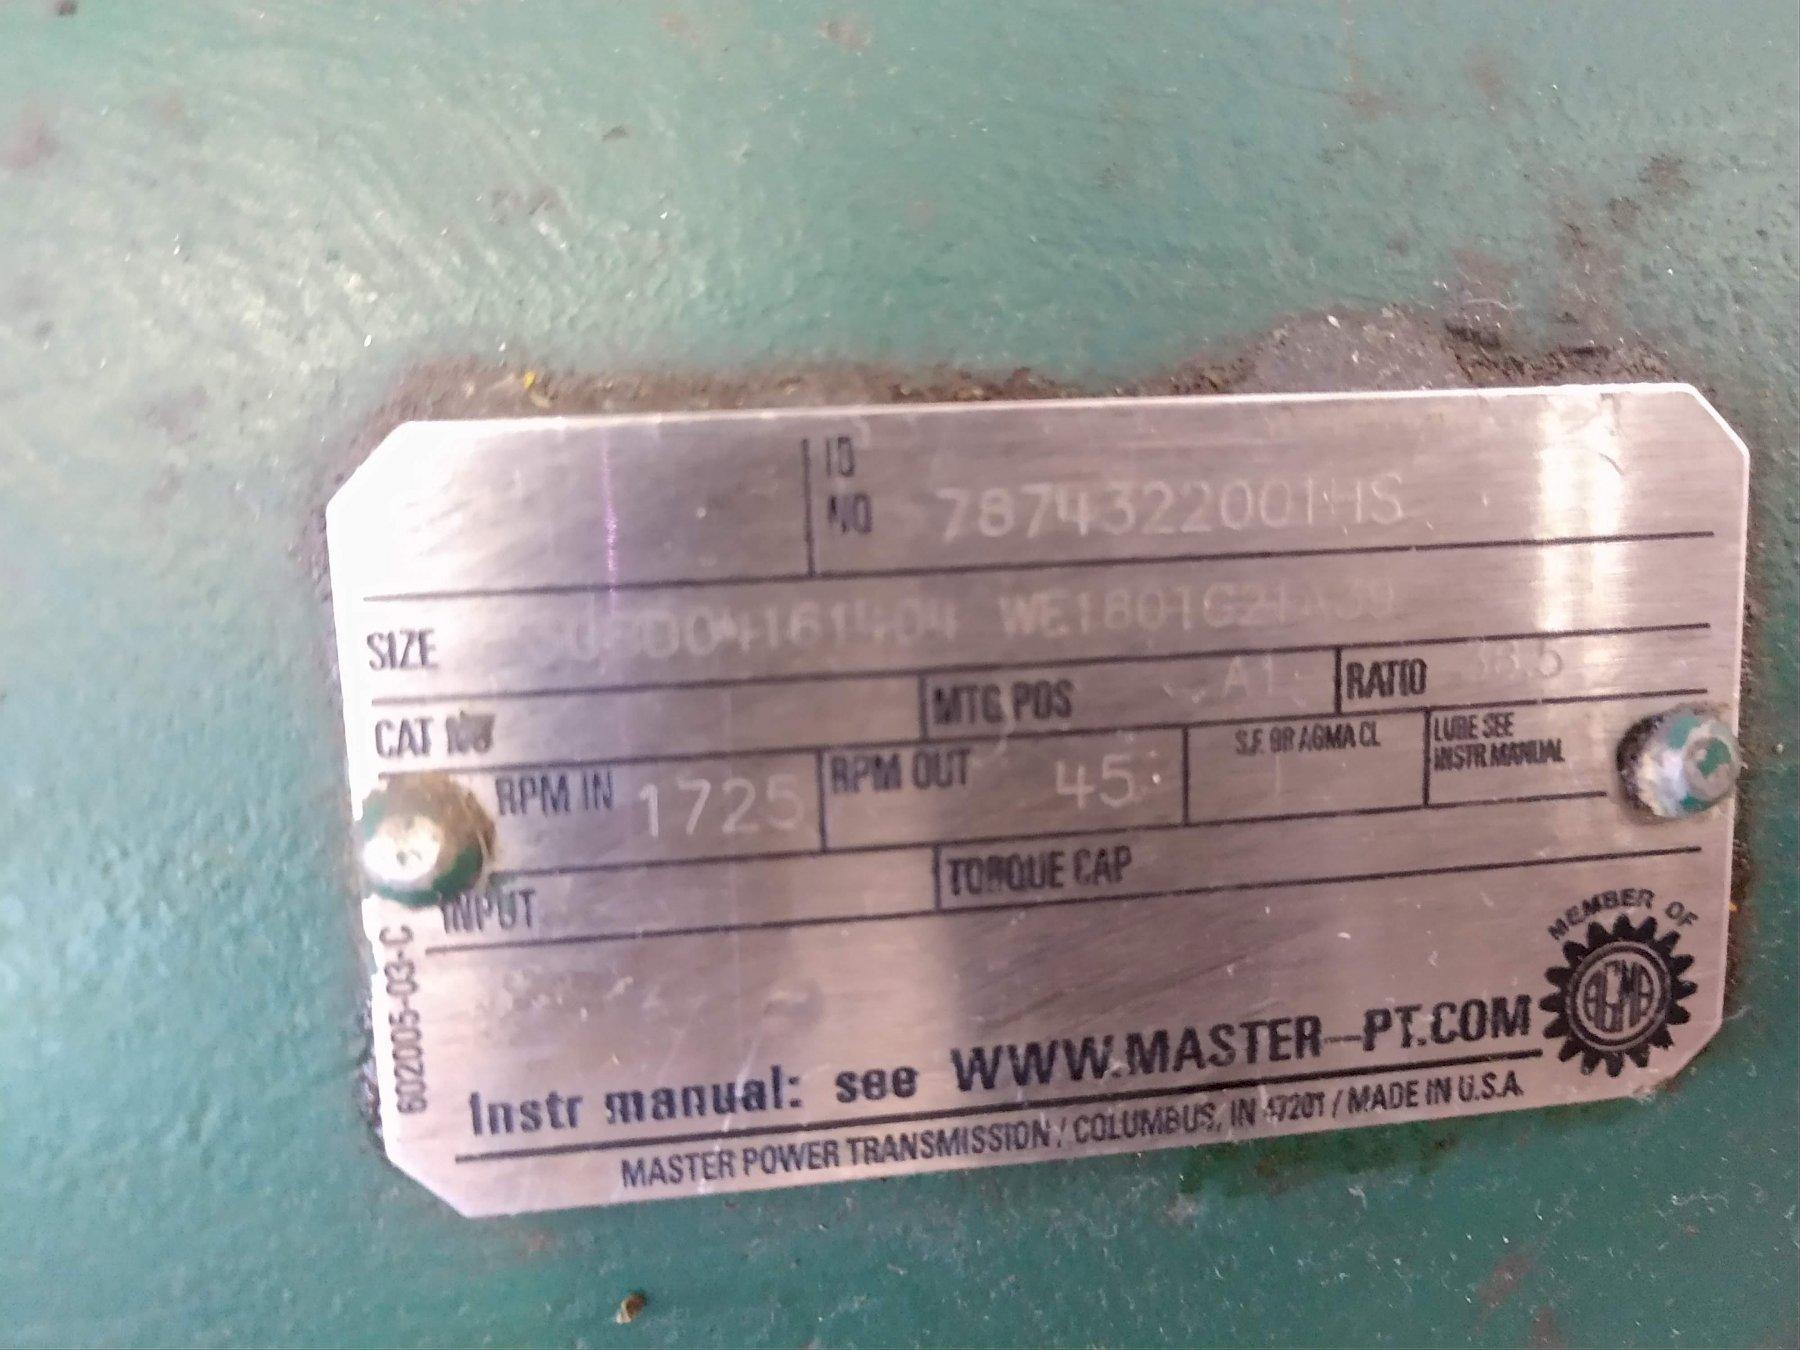 ID
NO 7874322001HS
SIZE
MTG POS A1 RATIO
CAT NO
RPM IN 1725 RPM OUT 45 S.F. OR AGMA CL LUBE SEE
INSTR MANUAL
INPUT TORQUE CAP
602005-03-C
MEMBER OF
AGMA
Instr manual: see WWW.MASTER-PT.COM
MASTER POWER TRANSMISSION / COLUMBUS, IN 47201 / MADE IN U.S.A.